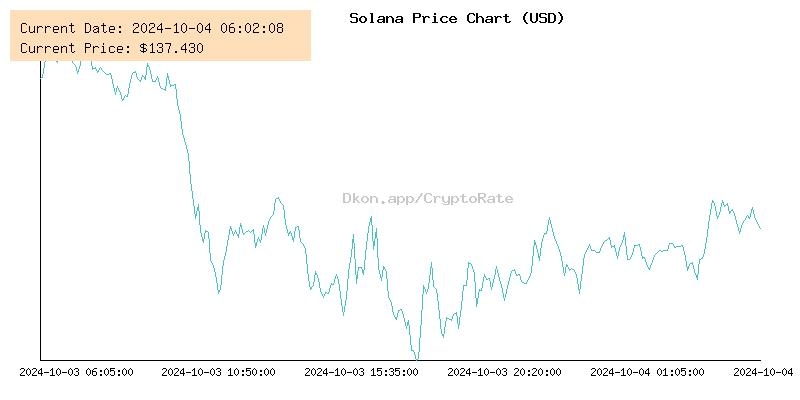 Solana Price Chart (USD)
Current Date: 2024-10-04 06:02:08
Current Price: $137.430
Dkon.app/CryptoRate
2024-10-03 06:05:00 2024-10-03 10:50:00 2024-10-03 15:35:00 2024-10-03 20:20:00 2024-10-04 01:05:00 2024-10-04